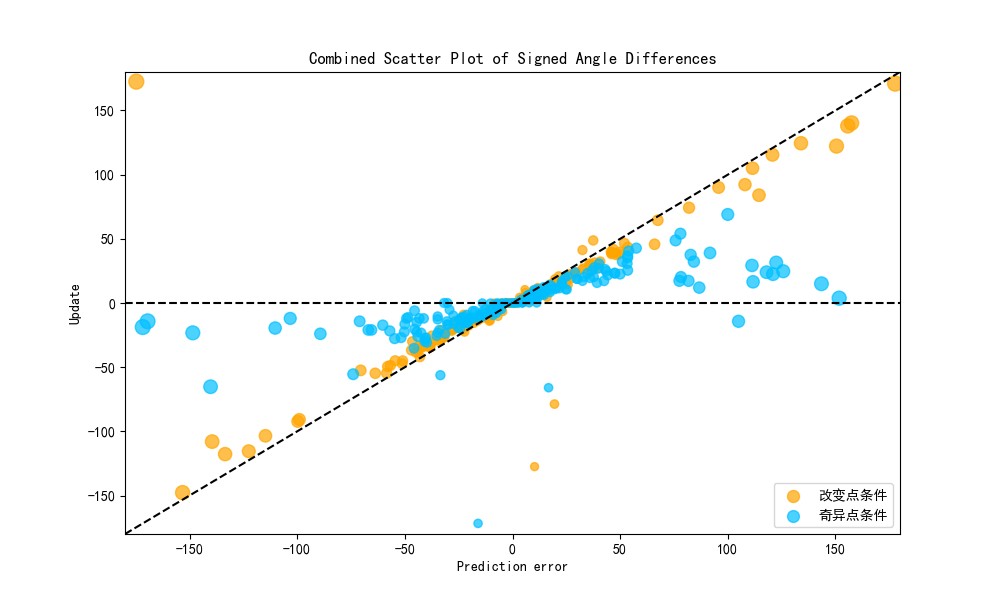 Combined Scatter Plot of Signed Angle Differences
150
100
50
0
−50
−100
−150
Update
−150
−100
−50
0
50
100
150
Prediction error
改变点条件
奇异点条件